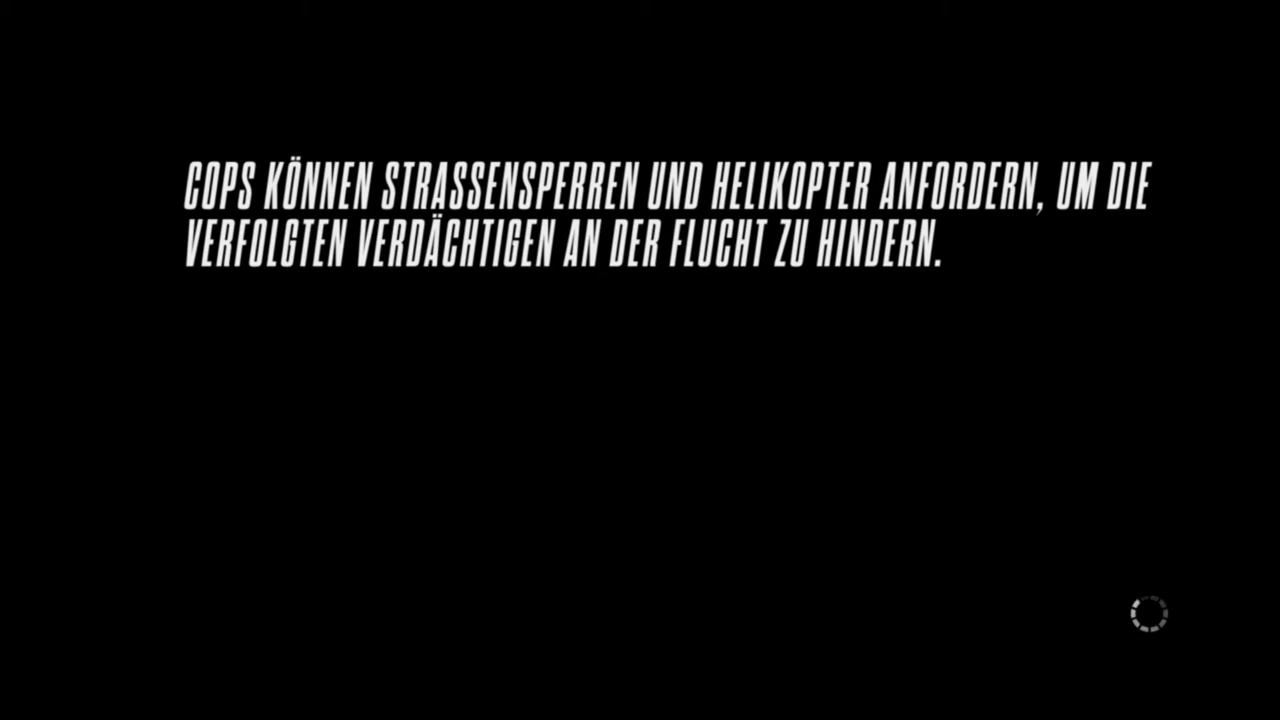 COPS KÖNNEN STRASSENSPERREN UND HELIKOPTER ANFORDERN, UM DIE
VERFOLGTEN VERDÄCHTIGEN AN DER FLUCHT ZU HINDERN.